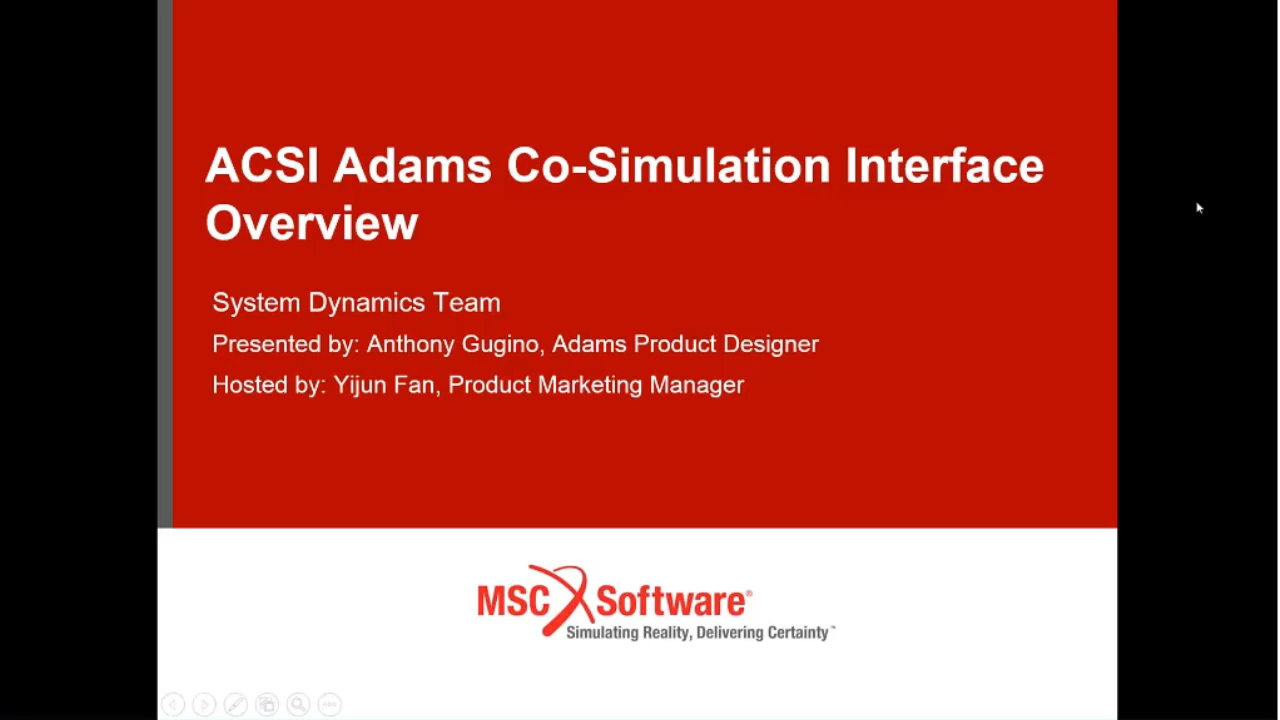 ACSI Adams Co-Simulation Interface
Overview
System Dynamics Team
Presented by: Anthony Gugino, Adams Product Designer
Hosted by: Yijun Fan, Product Marketing Manager
MSC Software®
Simulating Reality, Delivering Certainty™